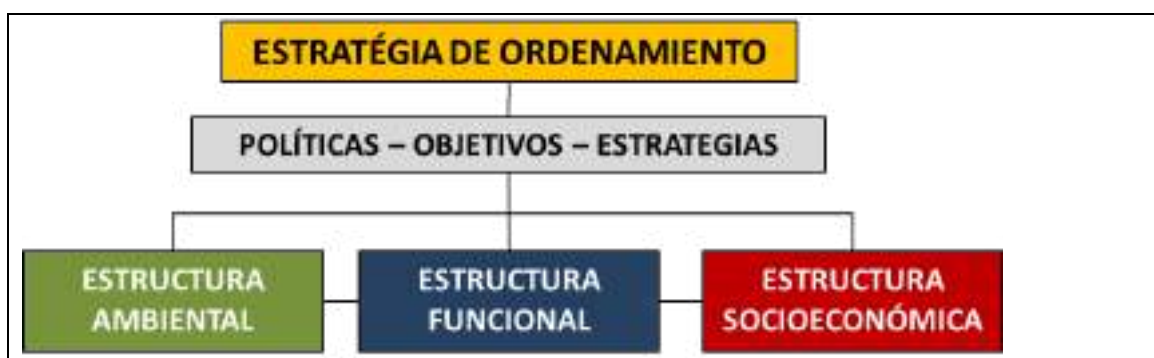 ESTRATÉGIA DE ORDENAMIENTO
POLÍTICAS – OBJETIVOS – ESTRATEGIAS
ESTRUCTURA
AMBIENTAL
ESTRUCTURA
FUNCIONAL
ESTRUCTURA
SOCIOECONÓMICA